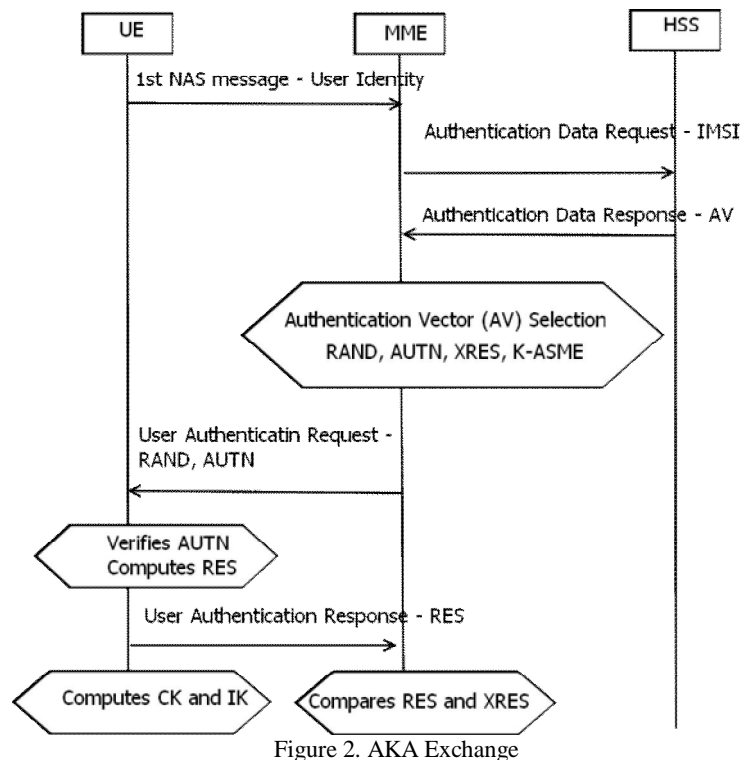 UE
MME
HSS
1st NAS message - User Identity
Authentication Data Request - IMSI
Authentication Data Response - AV
Authentication Vector (AV) Selection
RAND, AUTN, XRES, K-ASME
User Authenticatin Request -
RAND, AUTN
Verifies AUTN
Computes RES
User Authentication Response - RES
Computes CK and IK
Compares RES and XRES
Figure 2. AKA Exchange